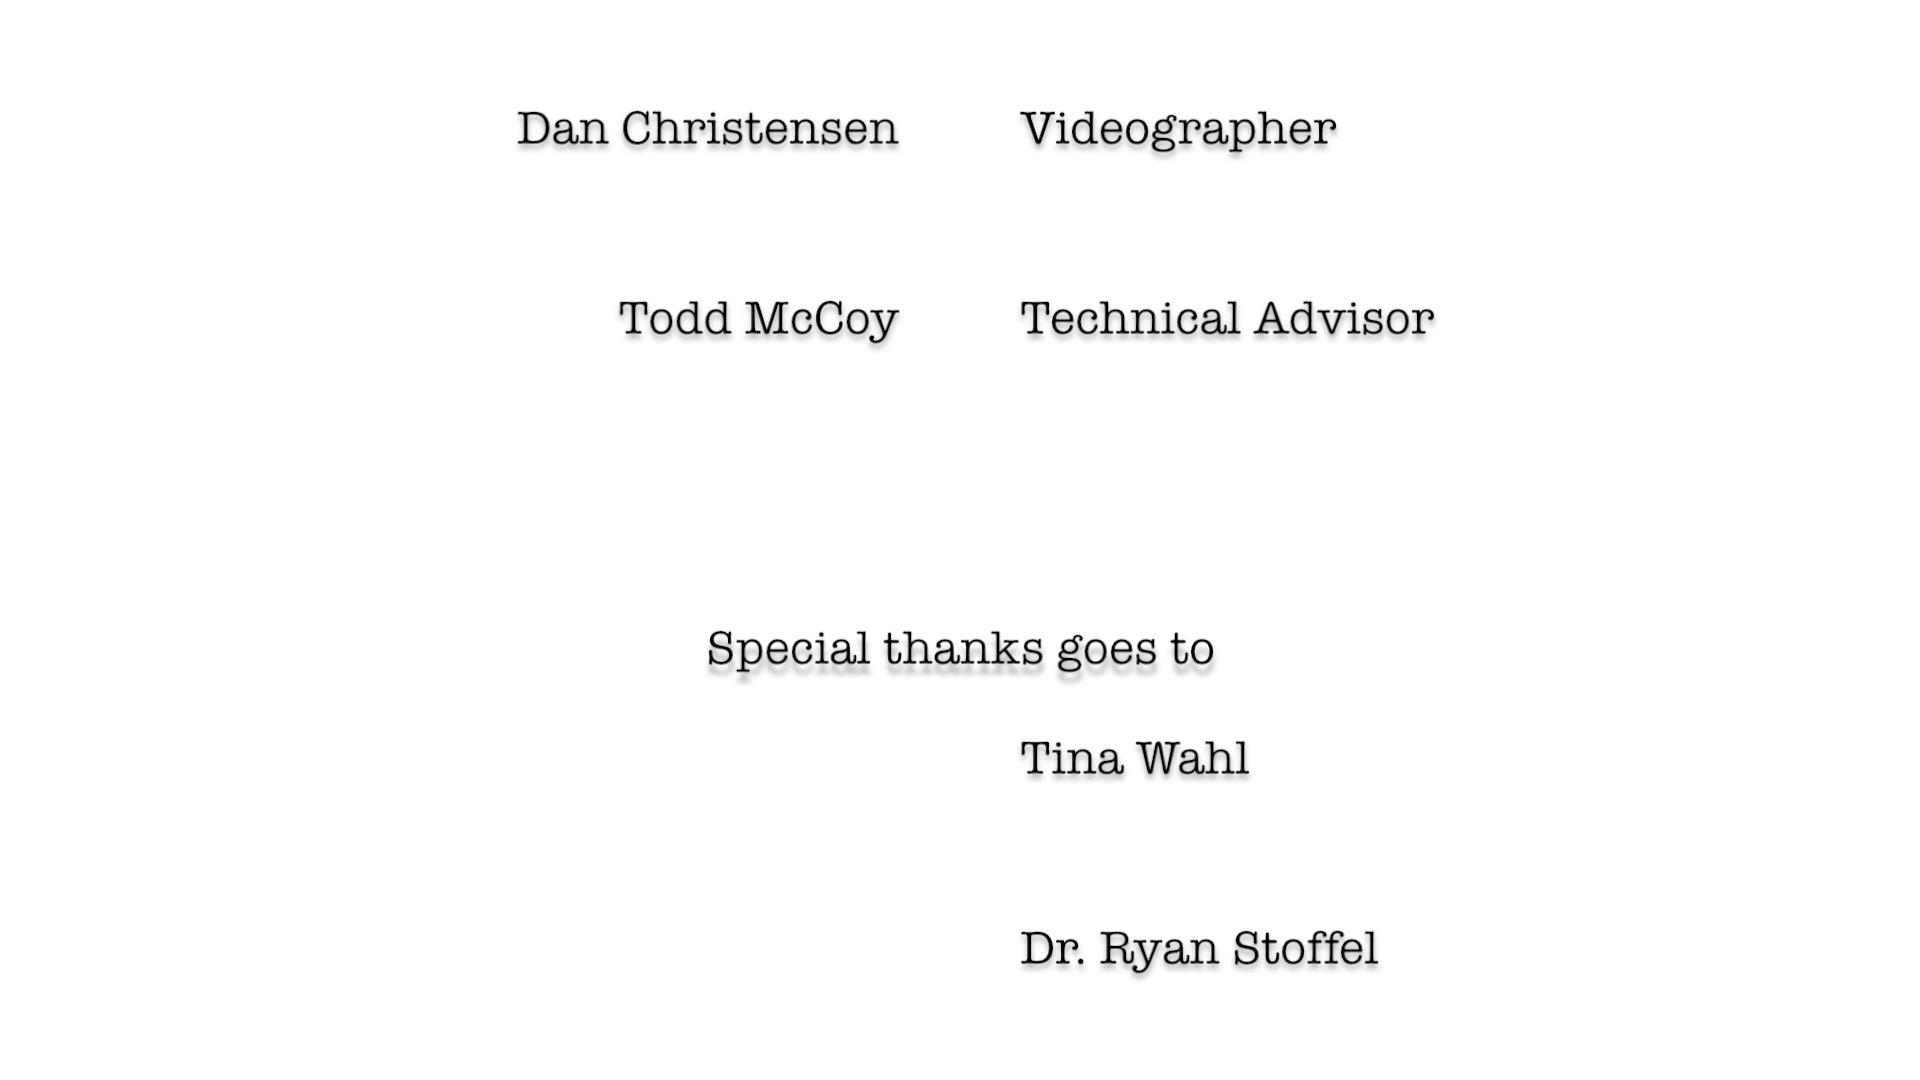 Dan Christensen Videographer
Todd McCoy Technical Advisor
Special thanks goes to
Tina Wahl
Dr. Ryan Stoffel